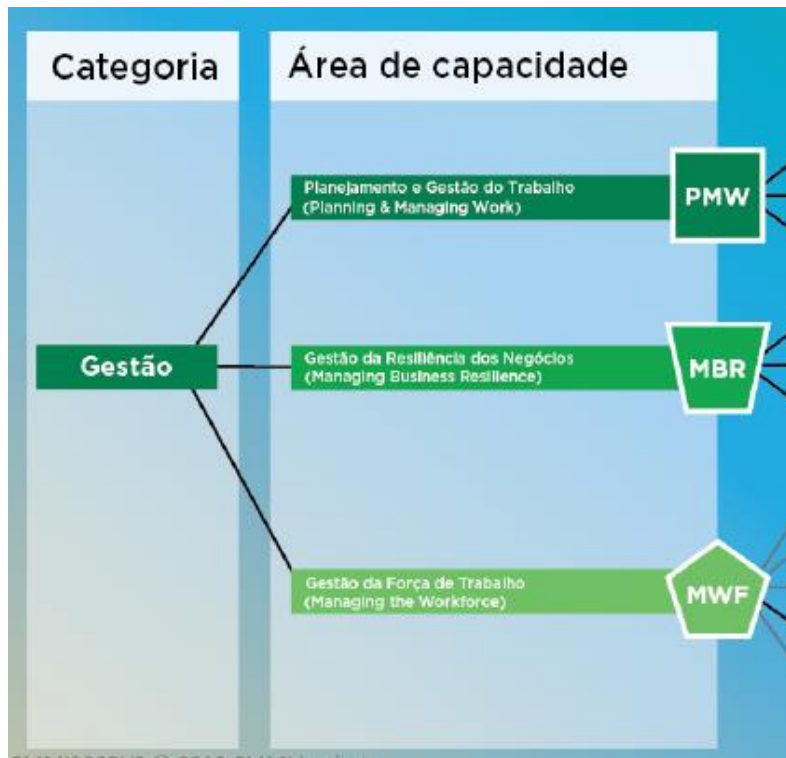 Categoria
Área de capacidade
Planejamento e Gestão do Trabalho
(Planning & Managing Work)
PMW
Gestão
Gestão da Resiliência dos Negócios
(Managing Business Resilience)
MBR
Gestão da Força de Trabalho
(Managing the Workforce)
MWF